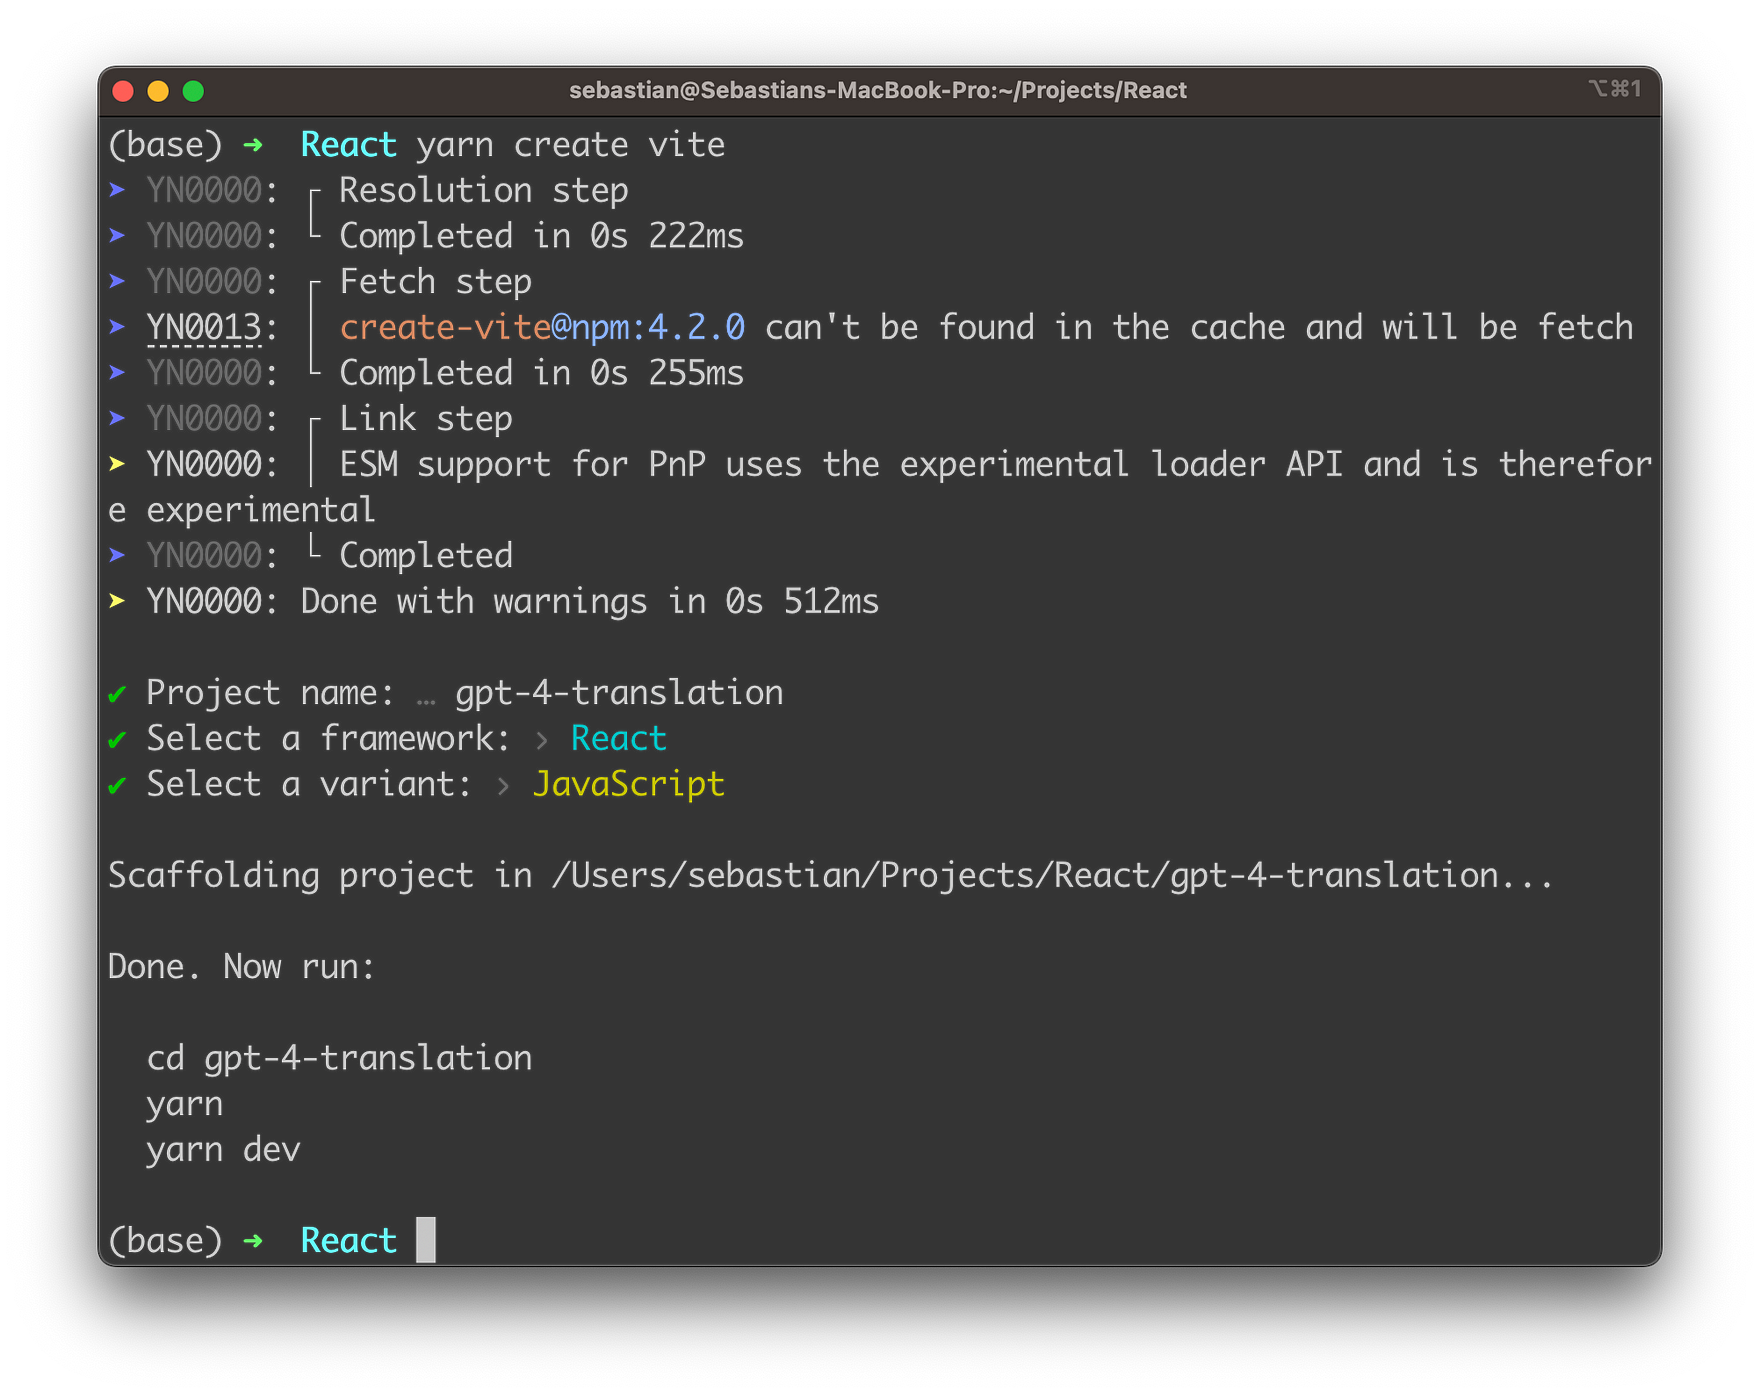 sebastian@Sebastians-MacBook-Pro:~/Projects/React ⌥⌘1
(base) ➜  React yarn create vite
➤ YN0000: ┌ Resolution step
➤ YN0000: └ Completed in 0s 222ms
➤ YN0000: ┌ Fetch step
➤ YN0013: │ create-vite@npm:4.2.0 can't be found in the cache and will be fetch
➤ YN0000: └ Completed in 0s 255ms
➤ YN0000: ┌ Link step
➤ YN0000: │ ESM support for PnP uses the experimental loader API and is therefor
e experimental
➤ YN0000: └ Completed
➤ YN0000: Done with warnings in 0s 512ms
✔ Project name: … gpt-4-translation
✔ Select a framework: › React
✔ Select a variant: › JavaScript
Scaffolding project in /Users/sebastian/Projects/React/gpt-4-translation...
Done. Now run:
cd gpt-4-translation
yarn
yarn dev
(base) ➜  React